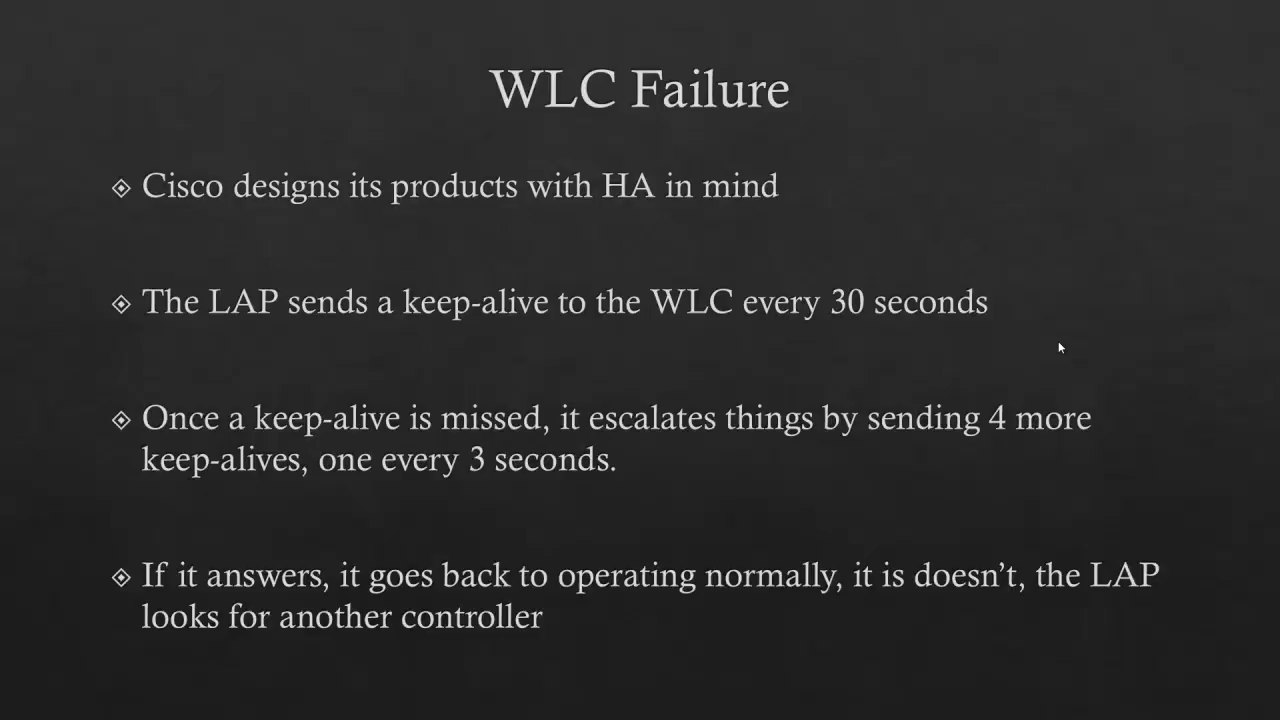 WLC Failure
Cisco designs its products with HA in mind
The LAP sends a keep-alive to the WLC every 30 seconds
Once a keep-alive is missed, it escalates things by sending 4 more
keep-alives, one every 3 seconds.
If it answers, it goes back to operating normally, it is doesn’t, the LAP
looks for another controller